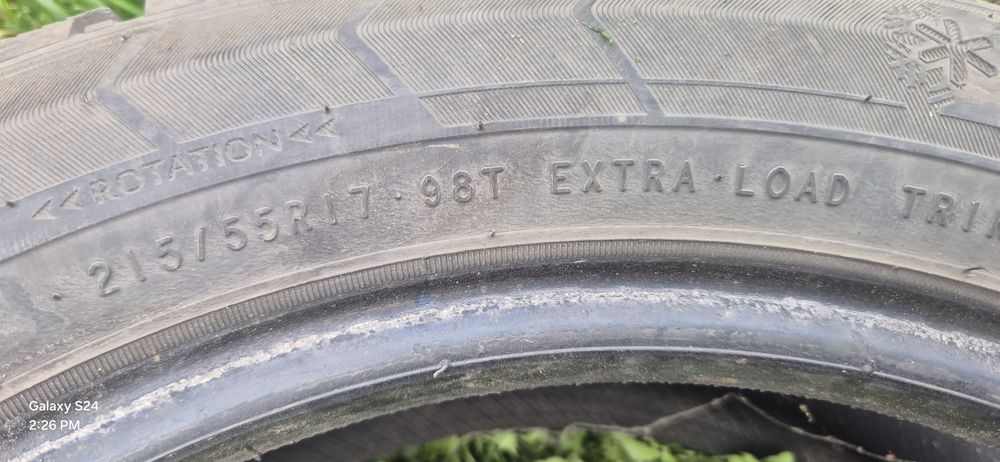 <<ROTATION<<
215/55R17 · 98T EXTRA · LOAD
Galaxy S24
2:26 PM